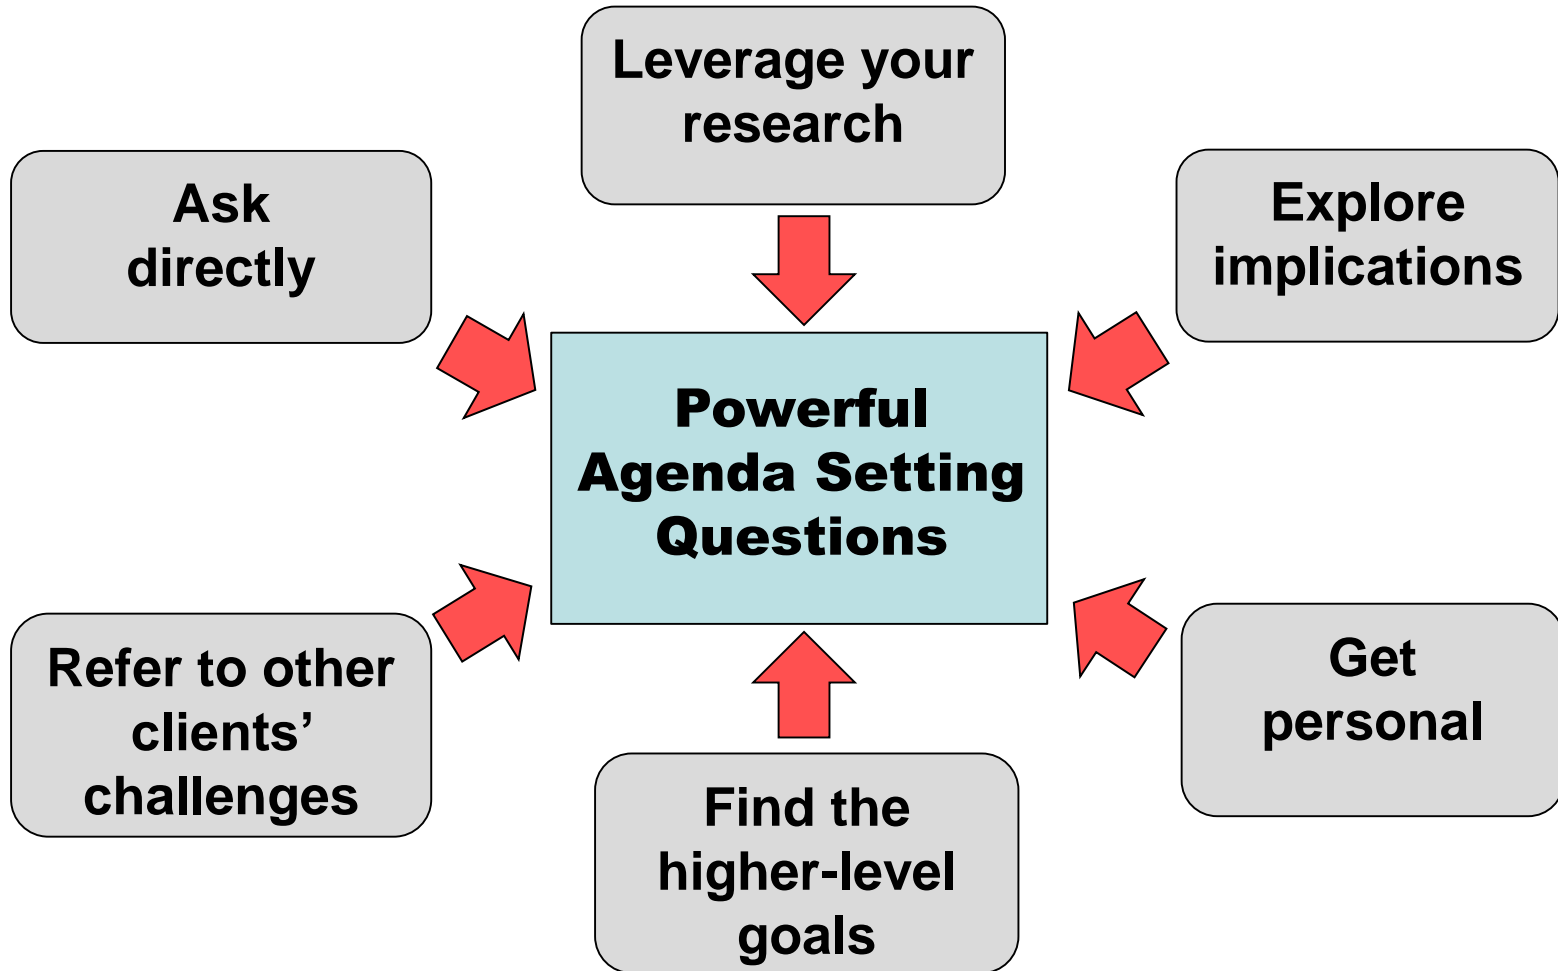 Leverage your
research
Ask
directly
Explore
implications
Powerful
Agenda Setting
Questions
Refer to other
clients’
challenges
Get
personal
Find the
higher-level
goals